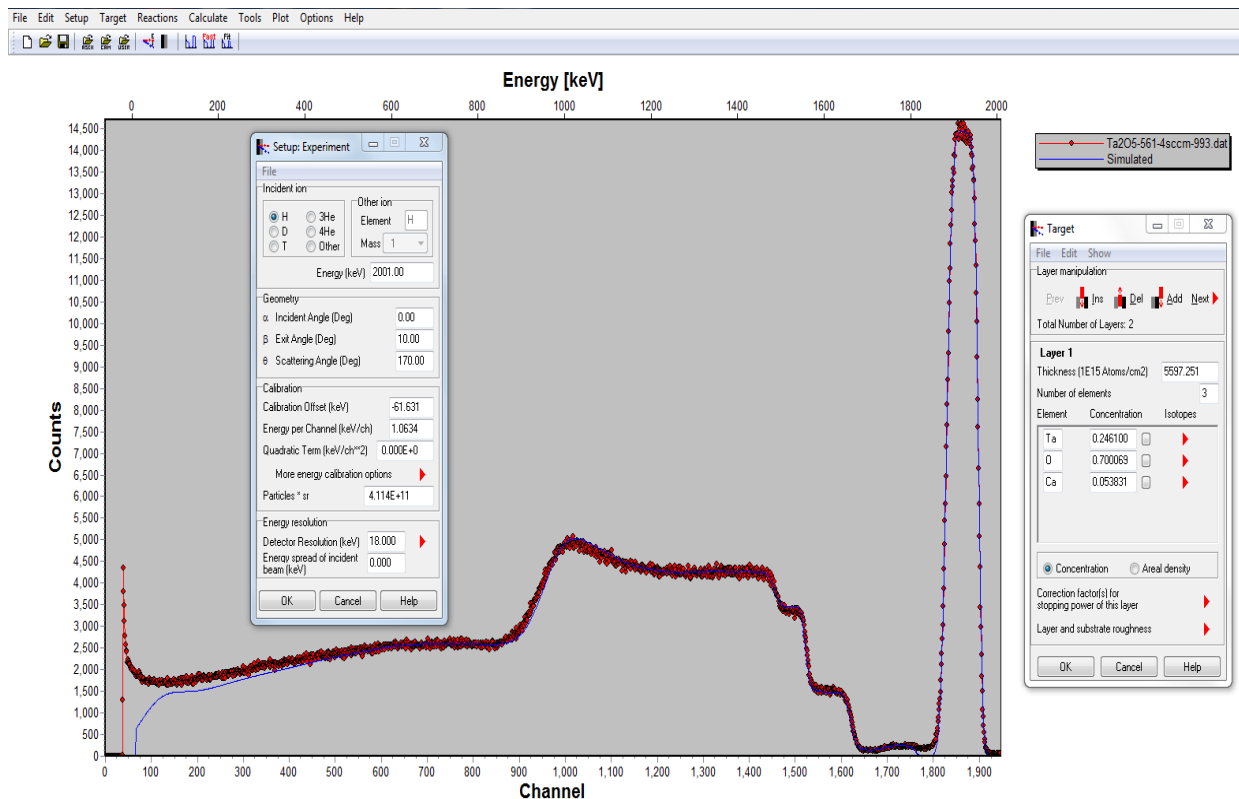 File Edit Setup Target Reactions Calculate Tools Plot Options Help
Energy [keV]
0 200 400 600 800 1000 1200 1400 1600 1800 2000
14,500
14,000
13,500
13,000
12,500
12,000
11,500
11,000
10,500
10,000
9,500
9,000
8,500
8,000
7,500
7,000
6,500
6,000
5,500
5,000
4,500
4,000
3,500
3,000
2,500
2,000
1,500
1,000
500
0
Counts
0 100 200 300 400 500 600 700 800 900 1,000 1,100 1,200 1,300 1,400 1,500 1,600 1,700 1,800 1,900
Channel
Setup: Experiment
File
Incident ion
H 3He
D 4He
T Other
Other ion
Element H
Mass 1
Energy (keV) 2001.00
Geometry
α Incident Angle (Deg) 0.00
β Exit Angle (Deg) 10.00
θ Scattering Angle (Deg) 170.00
Calibration
Calibration Offset (keV) -61.631
Energy per Channel (keV/ch) 1.0634
Quadratic Term (keV/ch**2) 0.000E+0
More energy calibration options
Particles * sr 4.114E+11
Energy resolution
Detector Resolution (keV) 18.000
Energy spread of incident
beam (keV) 0.000
OK Cancel Help
Ta2O5-561-4sccm-993.dat
Simulated
Target
File Edit Show
Layer manipulation
Prev Ins Del Add Next
Total Number of Layers: 2
Layer 1
Thickness (1E15 Atoms/cm2) 5597.251
Number of elements 3
Element Concentration Isotopes
Ta 0.246100
O 0.700069
Ca 0.053831
Concentration Areal density
Correction factor(s) for
stopping power of this layer
Layer and substrate roughness
OK Cancel Help